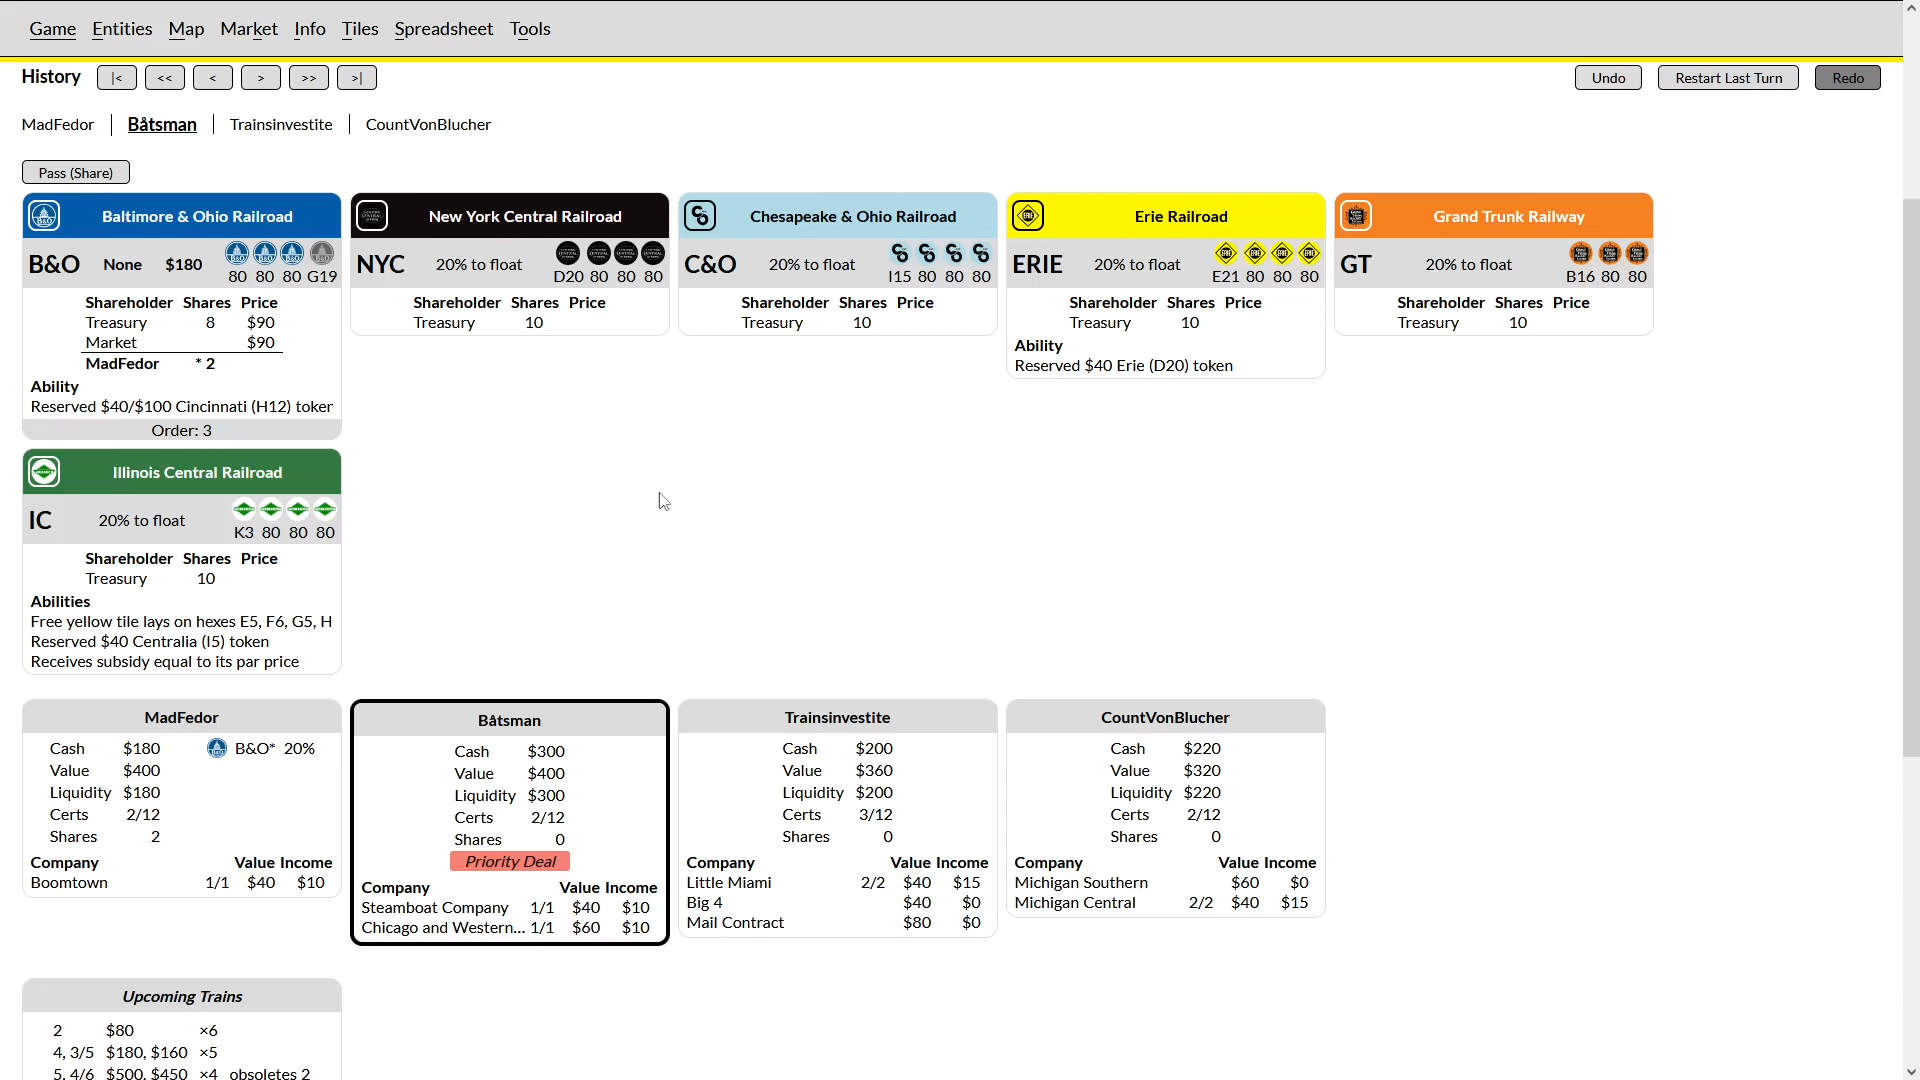 Game Entities Map Market Info Tiles Spreadsheet Tools
History |< << < > >> >| Undo Restart Last Turn Redo
MadFedor Båtsman Trainsinvestite CountVonBlucher
Pass (Share)
Baltimore & Ohio Railroad
B&O None $180 80 80 80 G19
Shareholder Shares Price
Treasury 8 $90
Market $90
MadFedor * 2
Ability
Reserved $40/$100 Cincinnati (H12) token
Order: 3
New York Central Railroad
NYC 20% to float D20 80 80 80
Shareholder Shares Price
Treasury 10
Chesapeake & Ohio Railroad
C&O 20% to float I15 80 80 80
Shareholder Shares Price
Treasury 10
Erie Railroad
ERIE 20% to float E21 80 80 80
Shareholder Shares Price
Treasury 10
Ability
Reserved $40 Erie (D20) token
Grand Trunk Railway
GT 20% to float B16 80 80
Shareholder Shares Price
Treasury 10
Illinois Central Railroad
IC 20% to float K3 80 80 80
Shareholder Shares Price
Treasury 10
Abilities
Free yellow tile lays on hexes E5, F6, G5, H
Reserved $40 Centralia (I5) token
Receives subsidy equal to its par price
MadFedor
Cash $180 B&O* 20%
Value $400
Liquidity $180
Certs 2/12
Shares 2
Company Value Income
Boomtown 1/1 $40 $10
Båtsman
Cash $300
Value $400
Liquidity $300
Certs 2/12
Shares 0
Priority Deal
Company Value Income
Steamboat Company 1/1 $40 $10
Chicago and Western... 1/1 $60 $10
Trainsinvestite
Cash $200
Value $360
Liquidity $200
Certs 3/12
Shares 0
Company Value Income
Little Miami 2/2 $40 $15
Big 4 $40 $0
Mail Contract $80 $0
CountVonBlucher
Cash $220
Value $320
Liquidity $220
Certs 2/12
Shares 0
Company Value Income
Michigan Southern $60 $0
Michigan Central 2/2 $40 $15
Upcoming Trains
2 $80 ×6
4, 3/5 $180, $160 ×5
5, 4/6 $500, $450 ×4 obsoletes 2